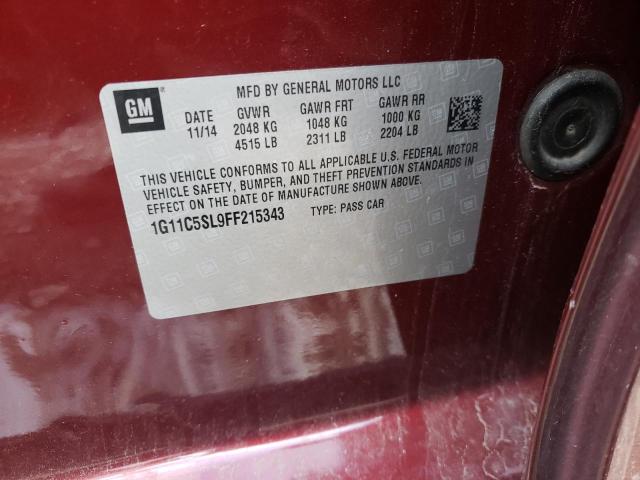 GM
MFD BY GENERAL MOTORS LLC
DATE GVWR GAWR FRT GAWR RR
11/14 2048 KG 1048 KG 1000 KG
4515 LB 2311 LB 2204 LB
THIS VEHICLE CONFORMS TO ALL APPLICABLE U.S. FEDERAL MOTOR
VEHICLE SAFETY, BUMPER, AND THEFT PREVENTION STANDARDS IN
EFFECT ON THE DATE OF MANUFACTURE SHOWN ABOVE.
1G11C5SL9FF215343 TYPE: PASS CAR